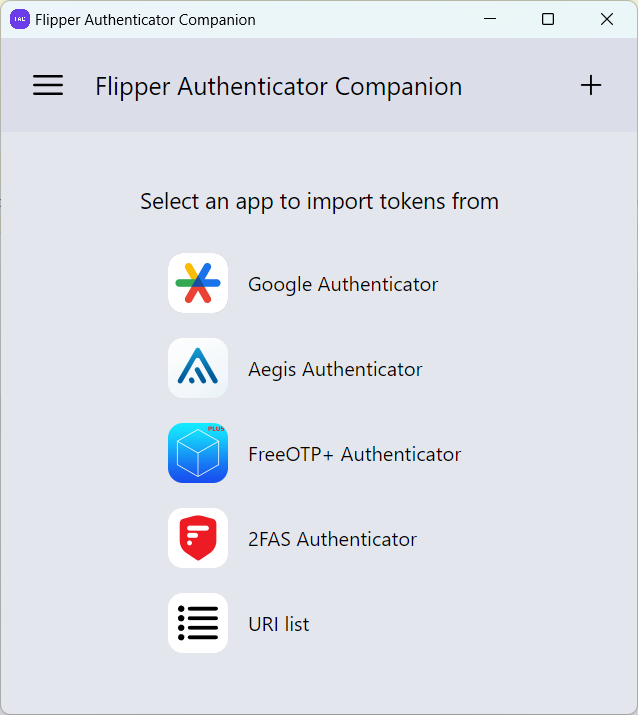 Flipper Authenticator Companion
Flipper Authenticator Companion
Select an app to import tokens from
Google Authenticator
Aegis Authenticator
PLUS
FreeOTP+ Authenticator
2FAS Authenticator
URI list